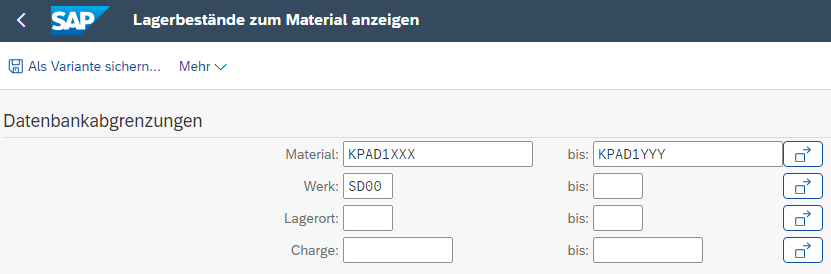 SAP Lagerbestände zum Material anzeigen
Als Variante sichern... Mehr
Datenbankabgrenzungen
Material: KPAD1XXX bis: KPAD1YYY
Werk: SD00 bis:
Lagerort: bis:
Charge: bis: